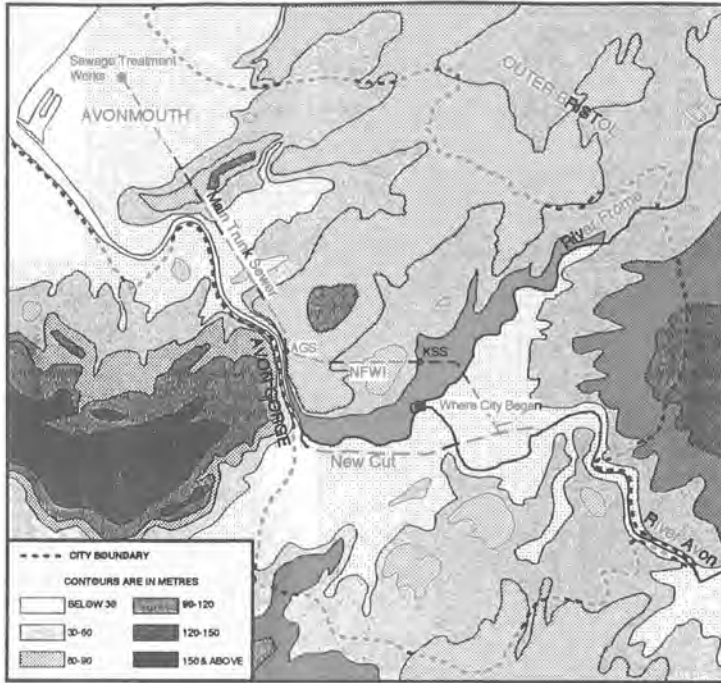 Sewage Treatment
Works
AVONMOUTH
OUTER BRISTOL
Main Trunk Sewer
River Frome
AVON GORGE
AGS
KSS
NFWI
Where City Began
New Cut
River Avon
CITY BOUNDARY
CONTOURS ARE IN METRES
BELOW 30
90-120
30-60
120-150
60-90
150 & ABOVE